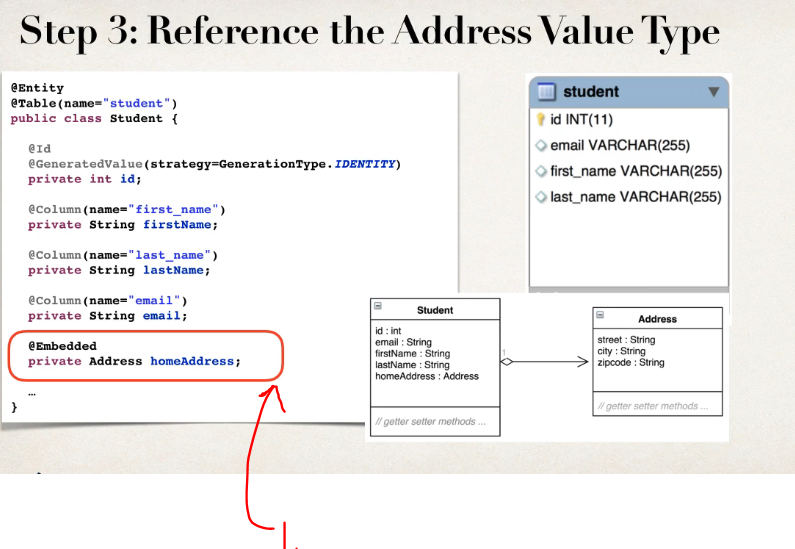 Step 3: Reference the Address Value Type
@Entity
@Table(name="student")
public class Student {
@Id
@GeneratedValue(strategy=GenerationType.IDENTITY)
private int id;
@Column(name="first_name")
private String firstName;
@Column(name="last_name")
private String lastName;
@Column(name="email")
private String email;
@Embedded
private Address homeAddress;
…
}
student
id INT(11)
email VARCHAR(255)
first_name VARCHAR(255)
last_name VARCHAR(255)
Student
id : int
email : String
firstName : String
lastName : String
homeAddress : Address
// getter setter methods ...
1
Address
street : String
city : String
zipcode : String
// getter setter methods ...